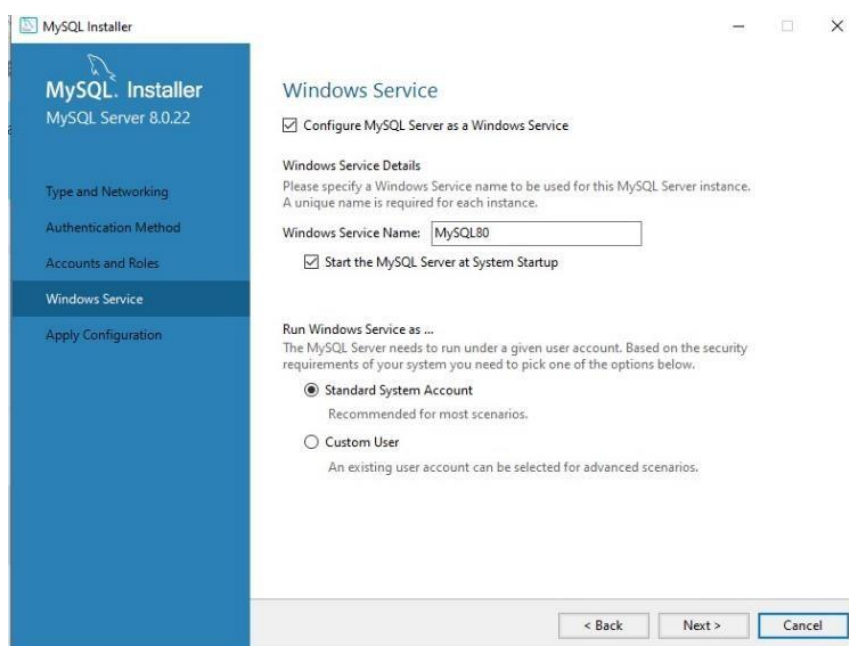 MySQL Installer
MySQL. Installer
MySQL Server 8.0.22
Type and Networking
Authentication Method
Accounts and Roles
Windows Service
Apply Configuration
Windows Service
Configure MySQL Server as a Windows Service
Windows Service Details
Please specify a Windows Service name to be used for this MySQL Server instance.
A unique name is required for each instance.
Windows Service Name: MySQL80
Start the MySQL Server at System Startup
Run Windows Service as ...
The MySQL Server needs to run under a given user account. Based on the security
requirements of your system you need to pick one of the options below.
Standard System Account
Recommended for most scenarios.
Custom User
An existing user account can be selected for advanced scenarios.
< Back Next > Cancel